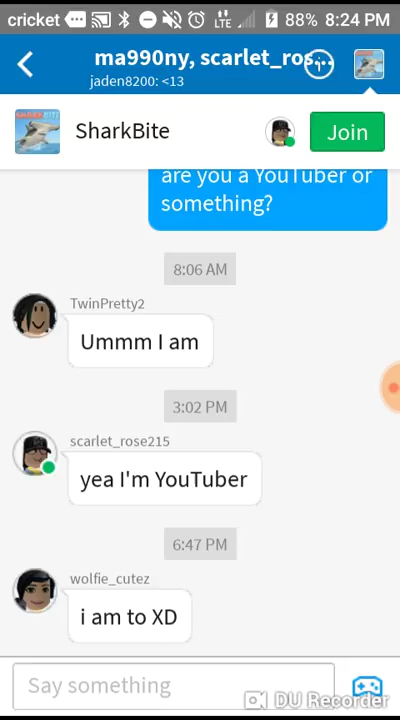 cricket LTE 88% 8:24 PM
ma990ny, scarlet_ros...
jaden8200: <13
SHARKBITE
SharkBite
Join
are you a YouTuber or
something?
8:06 AM
TwinPretty2
Ummm I am
3:02 PM
scarlet_rose215
yea I'm YouTuber
6:47 PM
wolfie_cutez
i am to XD
Say something
DU Recorder